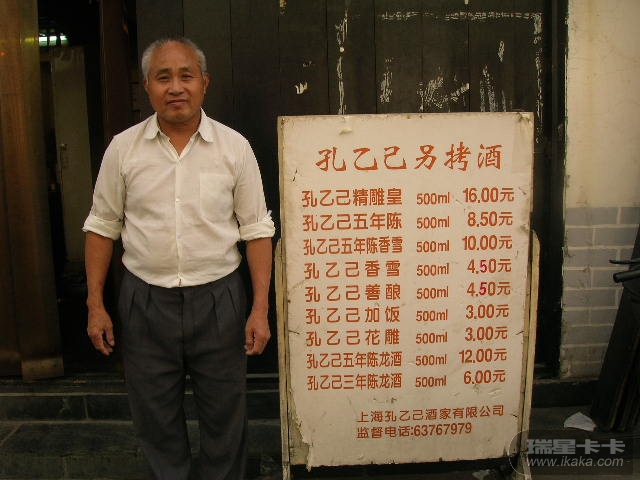 孔乙己另拷酒
孔乙己精雕皇 500ml 16.00元
孔乙己五年陈 500ml 8.50元
孔乙己五年陈香雪 500ml 10.00元
孔乙己香雪 500ml 4.50元
孔乙己善酿 500ml 4.50元
孔乙己加饭 500ml 3.00元
孔乙己花雕 500ml 3.00元
孔乙己五年陈龙酒 500ml 12.00元
孔乙己三年陈龙酒 500ml 6.00元
上海孔乙己酒家有限公司
监督电话:63767979
瑞星卡卡
www.ikaka.com